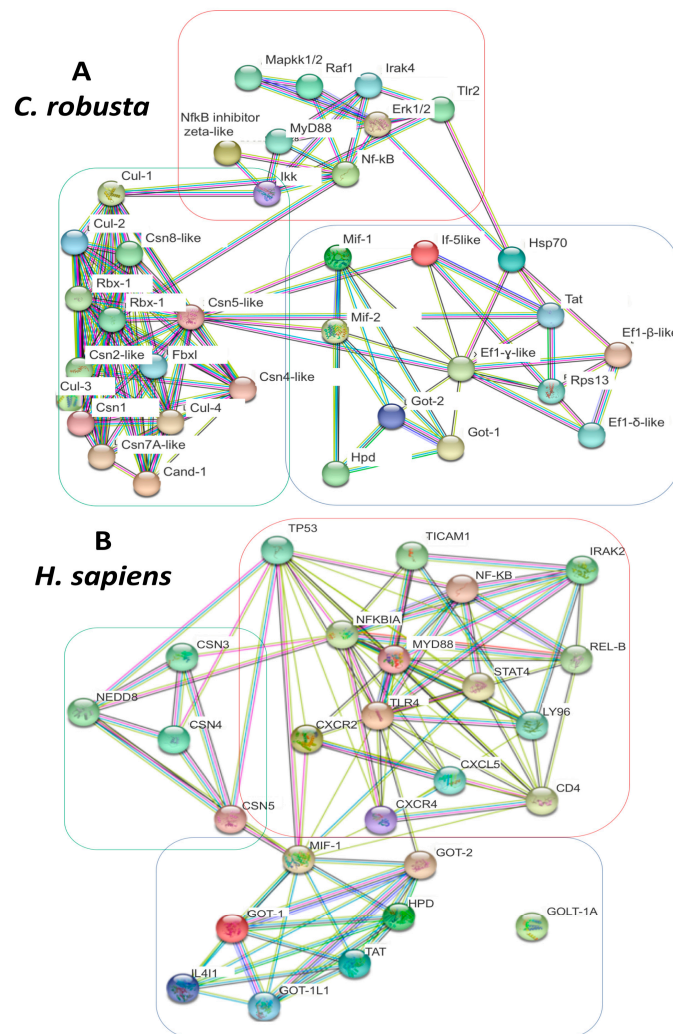 A
C. robusta
Mapkk1/2
Raf1
Irak4
Tlr2
Erk1/2
NfkB inhibitor
zeta-like
MyD88
Nf-kB
Ikk
Cul-1
Cul-2
Csn8-like
Rbx-1
Rbx-1
Csn5-like
Csn2-like
Fbxl
Cul-3
Csn4-like
Csn1
Cul-4
Csn7A-like
Cand-1
Mif-1
If-5like
Hsp70
Tat
Mif-2
Ef1-β-like
Ef1-ɣ-like
Rps13
Got-2
Got-1
Ef1-δ-like
Hpd
B
H. sapiens
TP53
TICAM1
IRAK2
NF-KB
NFKBIA
MYD88
REL-B
STAT4
CSN3
NEDD8
TLR4
LY96
CSN4
CXCR2
CXCL5
CD4
CXCR4
CSN5
MIF-1
GOT-2
HPD
GOT-1
GOLT-1A
TAT
IL4I1
GOT-1L1